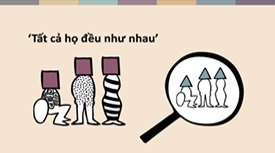 ‘Tất cả họ đều như nhau’